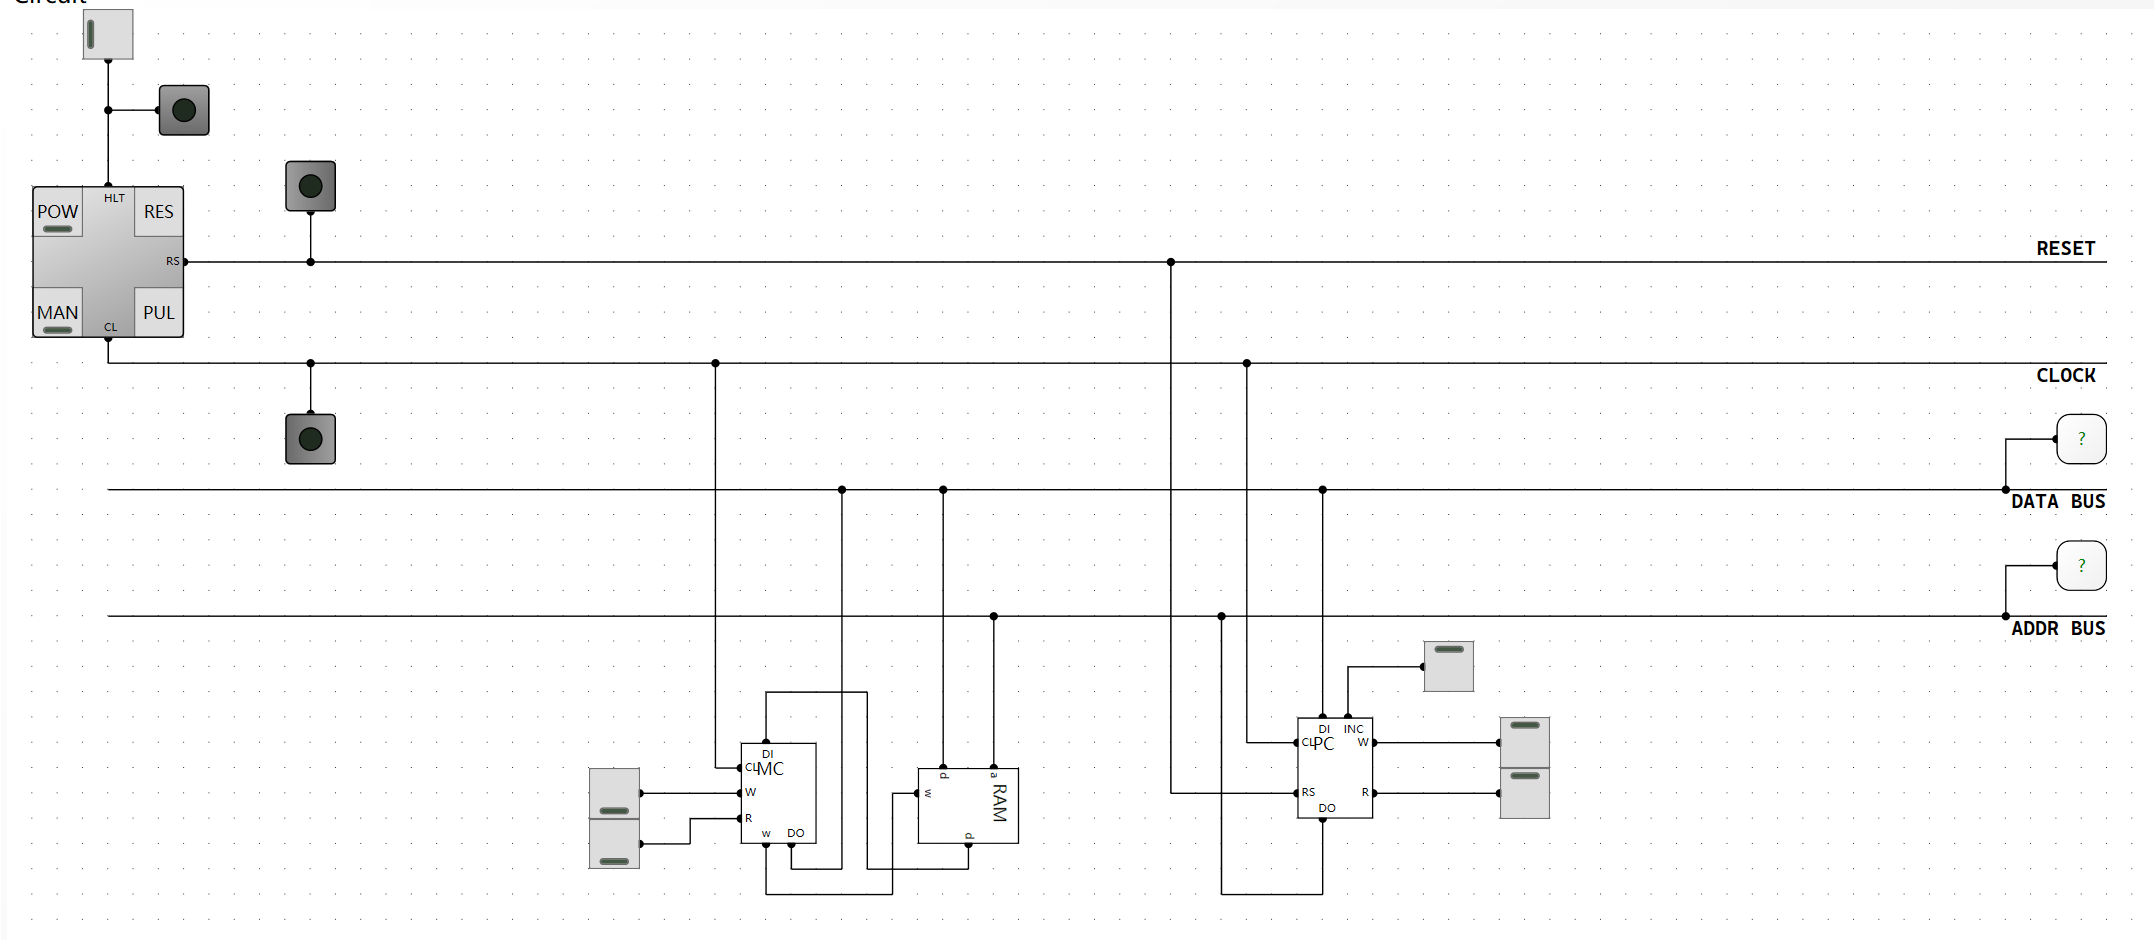 Circuit
HLT
POW
RES
RS
RESET
MAN
PUL
CL
CLOCK
?
DATA BUS
?
ADDR BUS
DI INC
CL PC W
DI
CL MC
d a
W
w RAM
RS R
R
DO
w DO
d